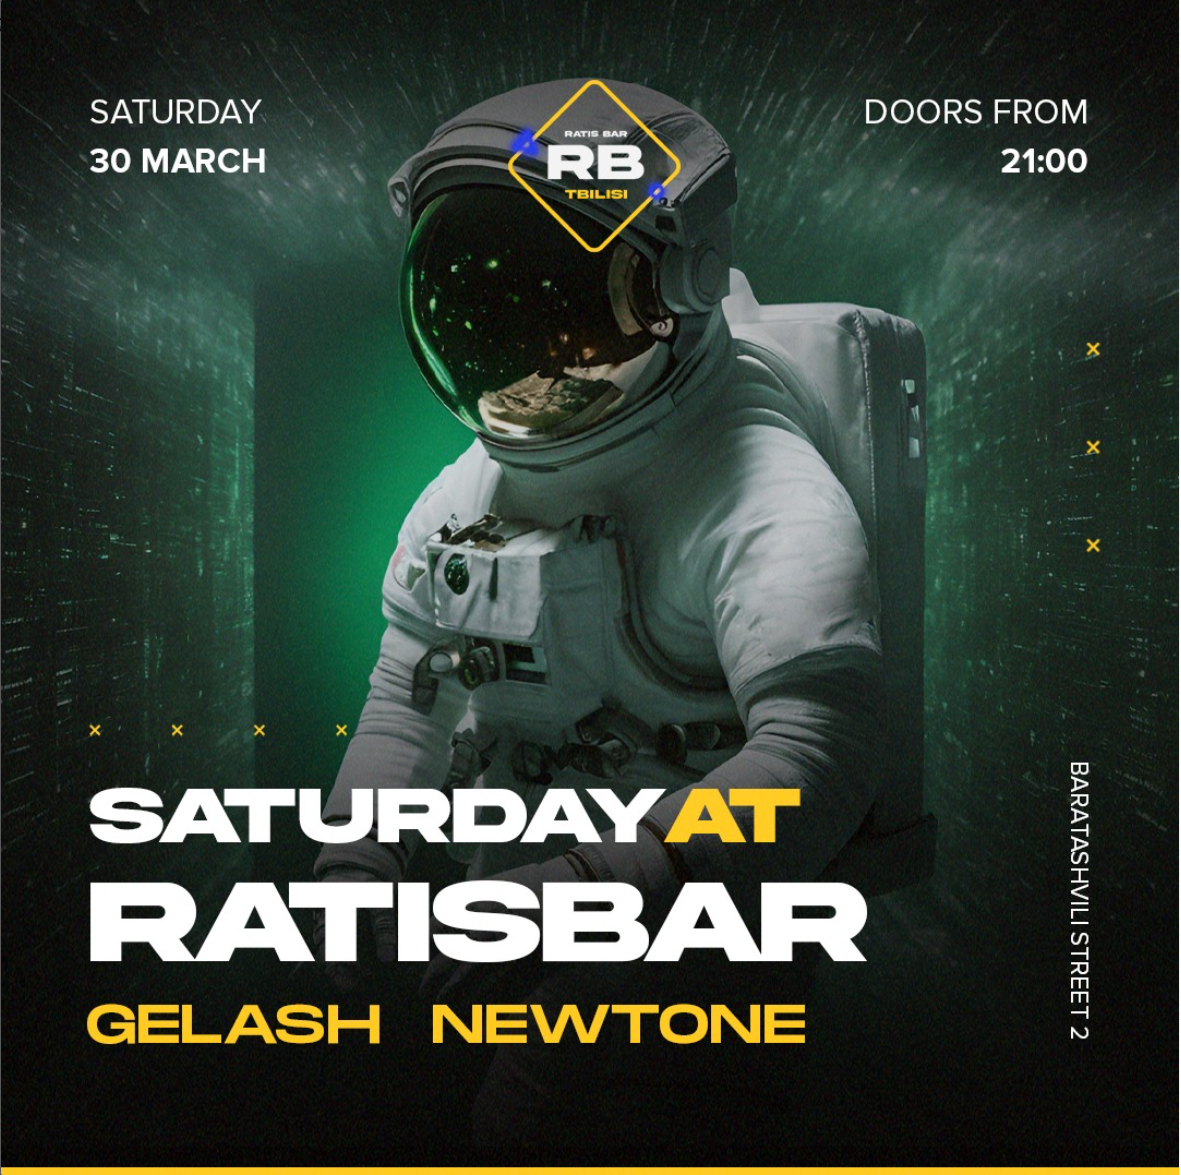 SATURDAY
30 MARCH
RATIS BAR
RB
TBILISI
DOORS FROM
21:00
SATURDAY AT
RATISBAR
GELASH NEWTONE
BARATASHVILI STREET 2